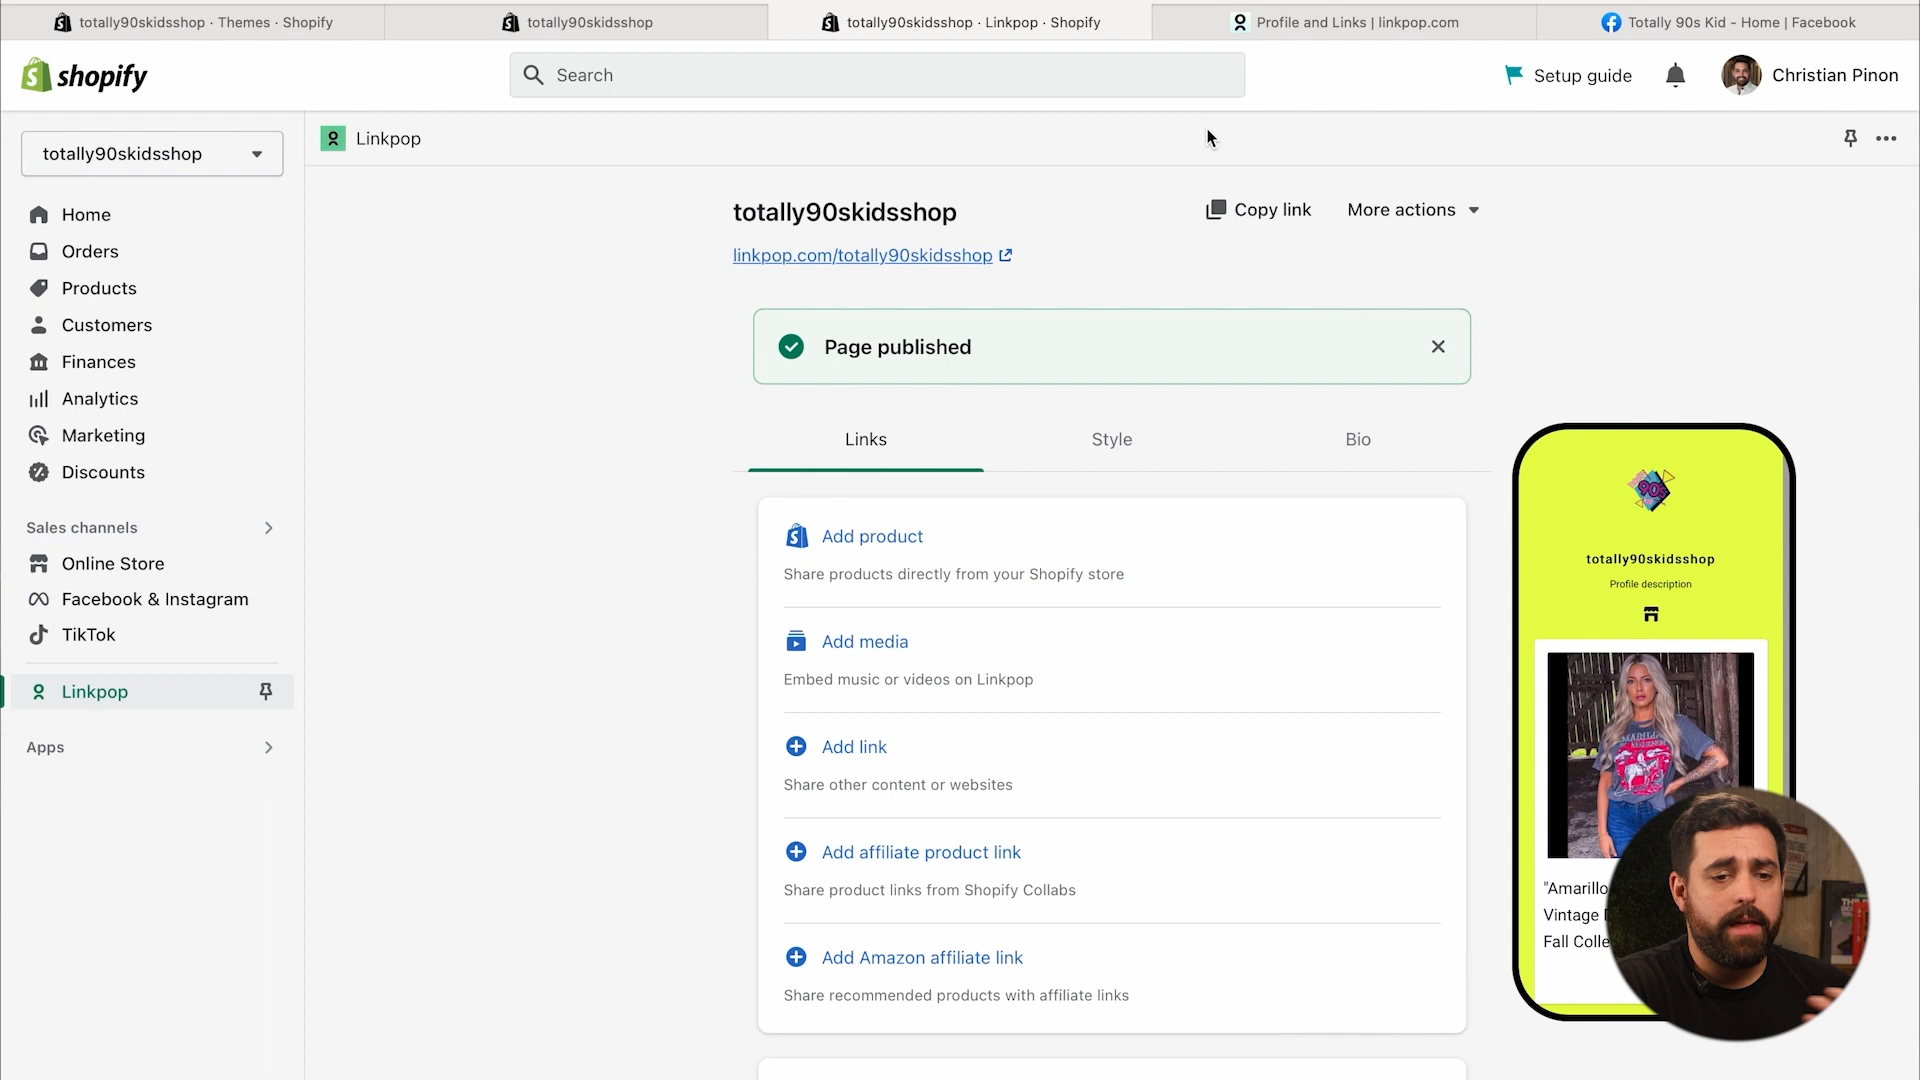 totally90skidsshop · Themes · Shopify
totally90skidsshop
totally90skidsshop · Linkpop · Shopify
Profile and Links | linkpop.com
Totally 90s Kid - Home | Facebook
shopify
Search
Setup guide
Christian Pinon
totally90skidsshop
Linkpop
Home
Orders
Products
Customers
Finances
Analytics
Marketing
Discounts
Sales channels
Online Store
Facebook & Instagram
TikTok
Linkpop
Apps
totally90skidsshop
Copy link
More actions
linkpop.com/totally90skidsshop
Page published
Links
Style
Bio
Add product
Share products directly from your Shopify store
Add media
Embed music or videos on Linkpop
Add link
Share other content or websites
Add affiliate product link
Share product links from Shopify Collabs
Add Amazon affiliate link
Share recommended products with affiliate links
90s
totally90skidsshop
Profile description
"Amarillo
Vintage
Fall Colle